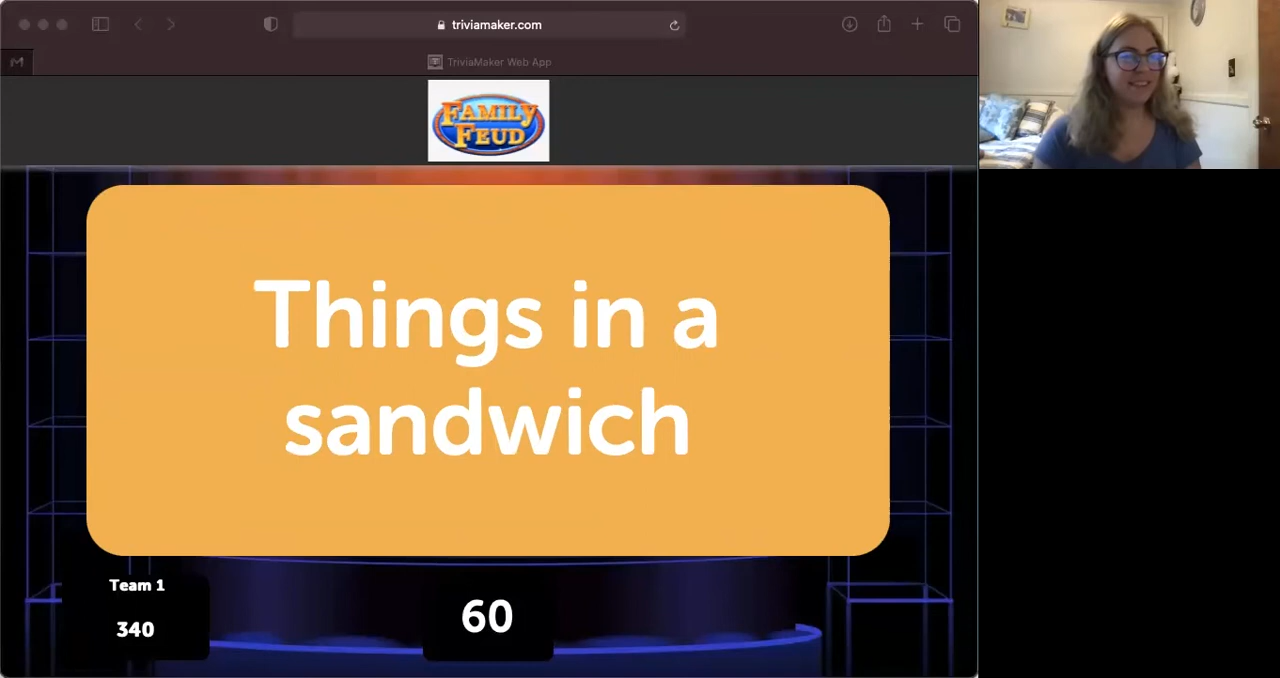 triviamaker.com
TriviaMaker Web App
FAMILY
FEUD
Things in a
sandwich
Team 1
340
60